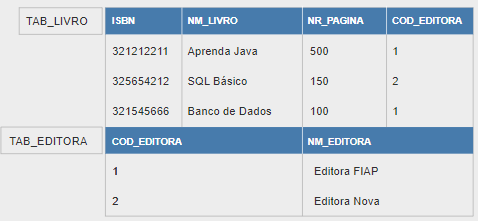 TAB_LIVRO ISBN NM_LIVRO NR_PAGINA COD_EDITORA
321212211 Aprenda Java 500 1
325654212 SQL Básico 150 2
321545666 Banco de Dados 100 1
TAB_EDITORA COD_EDITORA NM_EDITORA
1 Editora FIAP
2 Editora Nova